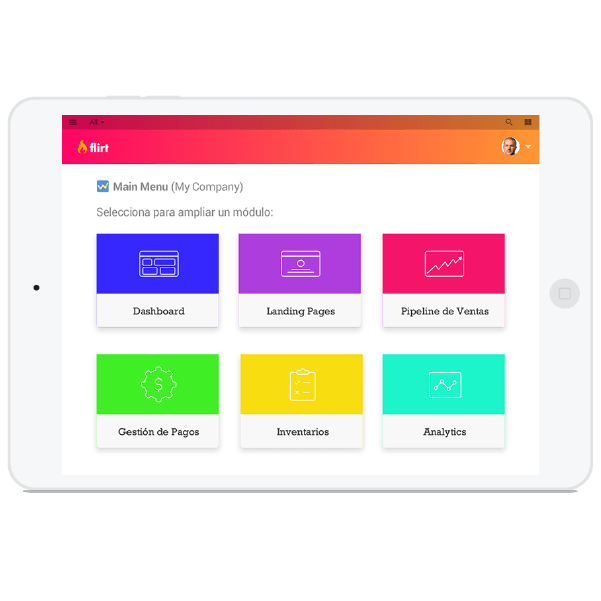 All
flirt
Main Menu (My Company)
Selecciona para ampliar un módulo:
Dashboard
Landing Pages
Pipeline de Ventas
$
Gestión de Pagos
Inventarios
Analytics